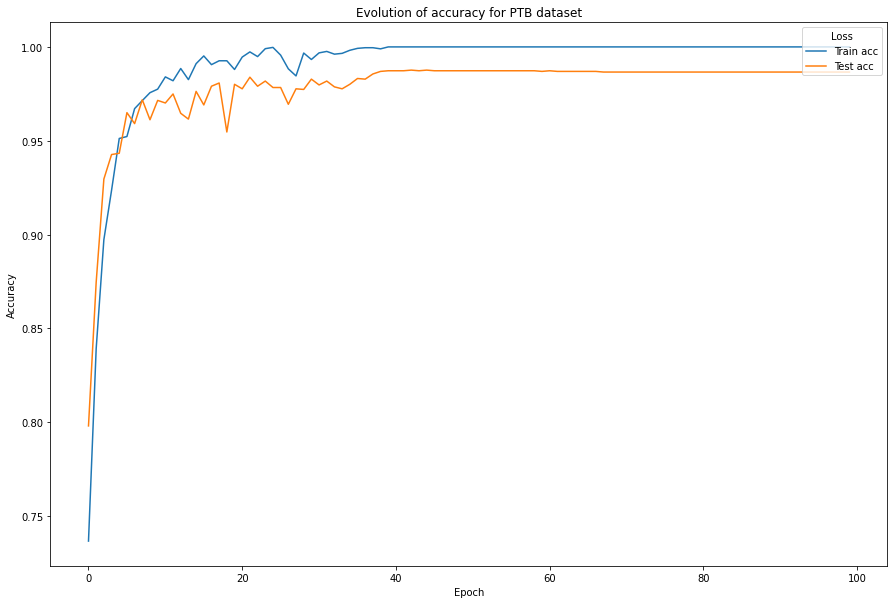 Evolution of accuracy for PTB dataset
1.00
0.95
0.90
0.85
0.80
0.75
Accuracy
Loss
Train acc
Test acc
0 20 40 60 80 100
Epoch